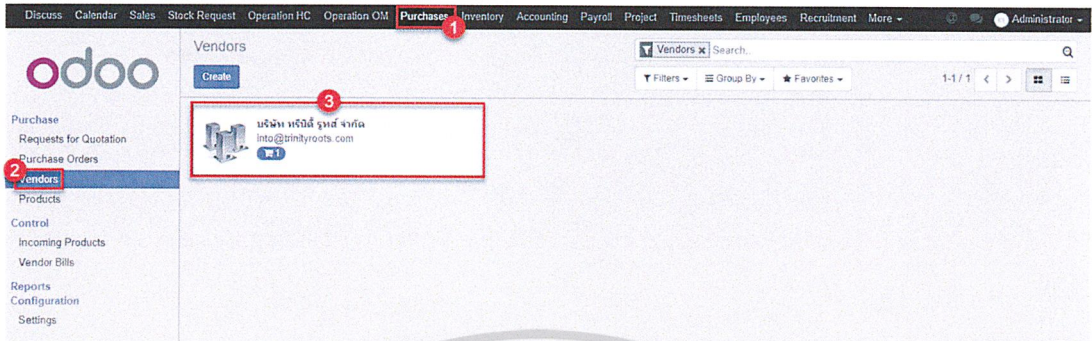 Discuss Calendar Sales Stock Request Operation HC Operation OM Purchases Inventory Accounting Payroll Project Timesheets Employees Recruitment More Administrator
1
odoo
Vendors
Vendors x Search..
Create
Filters Group By Favorites 1-1 / 1
3
Purchase
Requests for Quotation
Purchase Orders
2
Vendors
Products
Control
Incoming Products
Vendor Bills
Reports
Configuration
Settings
บริษัท ทรินิตี้ รูทส์ จำกัด
into@trinityroots.com
1